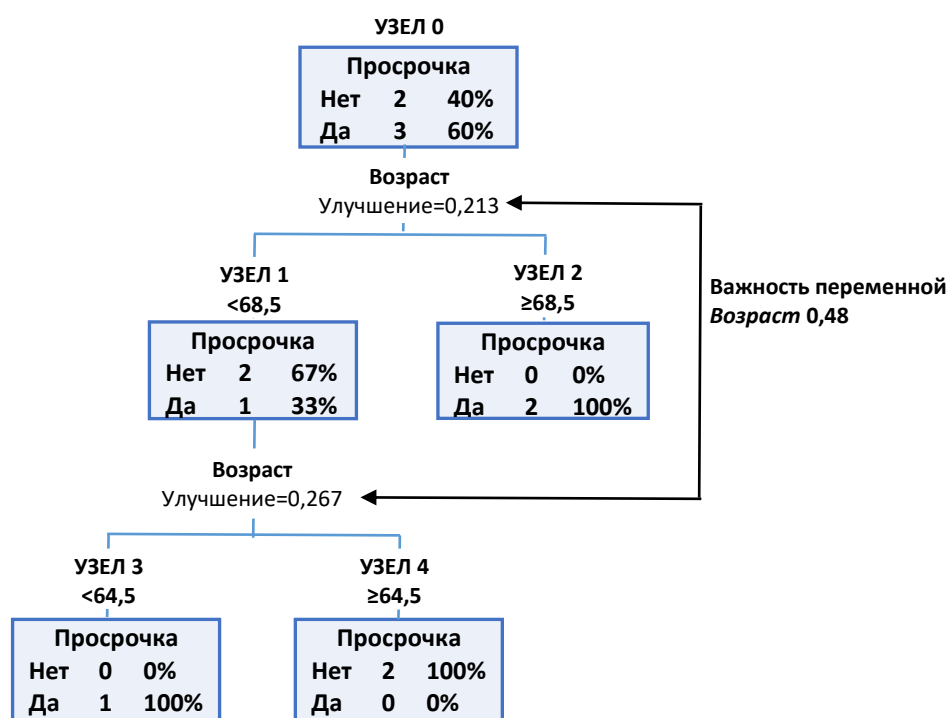 УЗЕЛ 0
Просрочка
Нет 2 40%
Да 3 60%
Возраст
Улучшение=0,213
УЗЕЛ 1
<68,5
Просрочка
Нет 2 67%
Да 1 33%
УЗЕЛ 2
≥68,5
Просрочка
Нет 0 0%
Да 2 100%
Важность переменной
Возраст 0,48
Возраст
Улучшение=0,267
УЗЕЛ 3
<64,5
Просрочка
Нет 0 0%
Да 1 100%
УЗЕЛ 4
≥64,5
Просрочка
Нет 2 100%
Да 0 0%